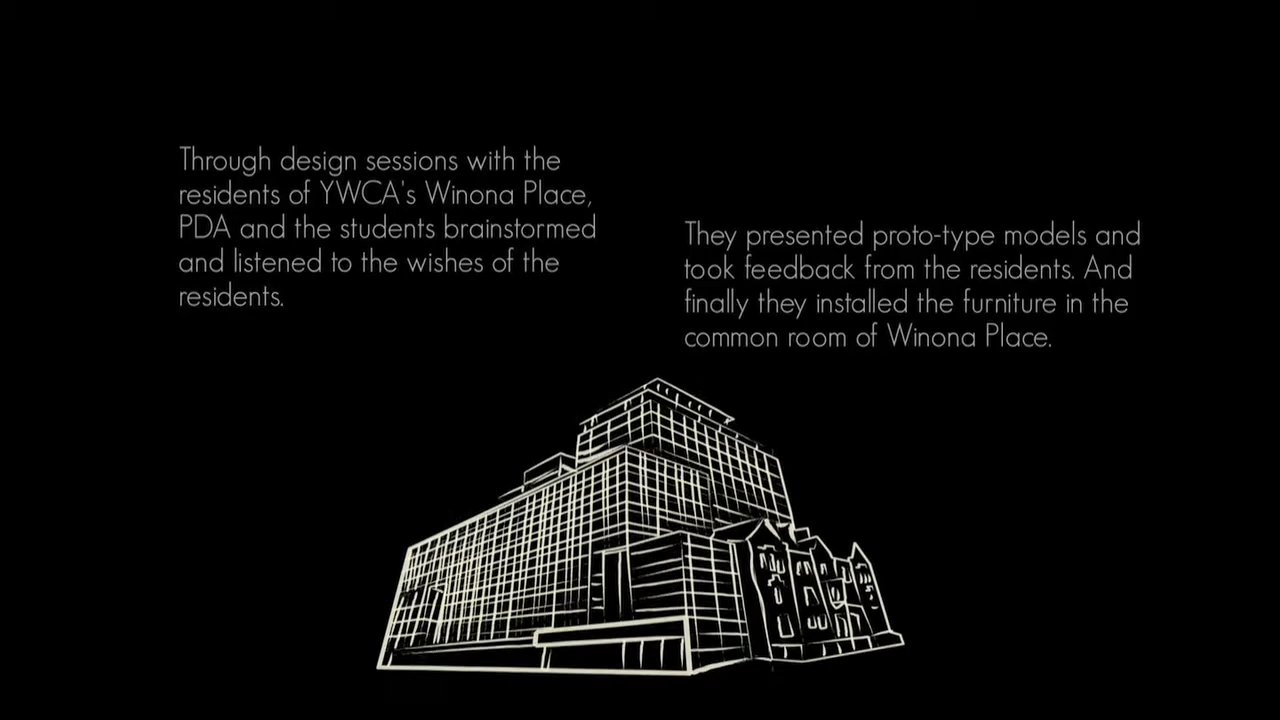 Through design sessions with the
residents of YWCA's Winona Place,
PDA and the students brainstormed
and listened to the wishes of the
residents.
They presented proto-type models and
took feedback from the residents. And
finally they installed the furniture in the
common room of Winona Place.